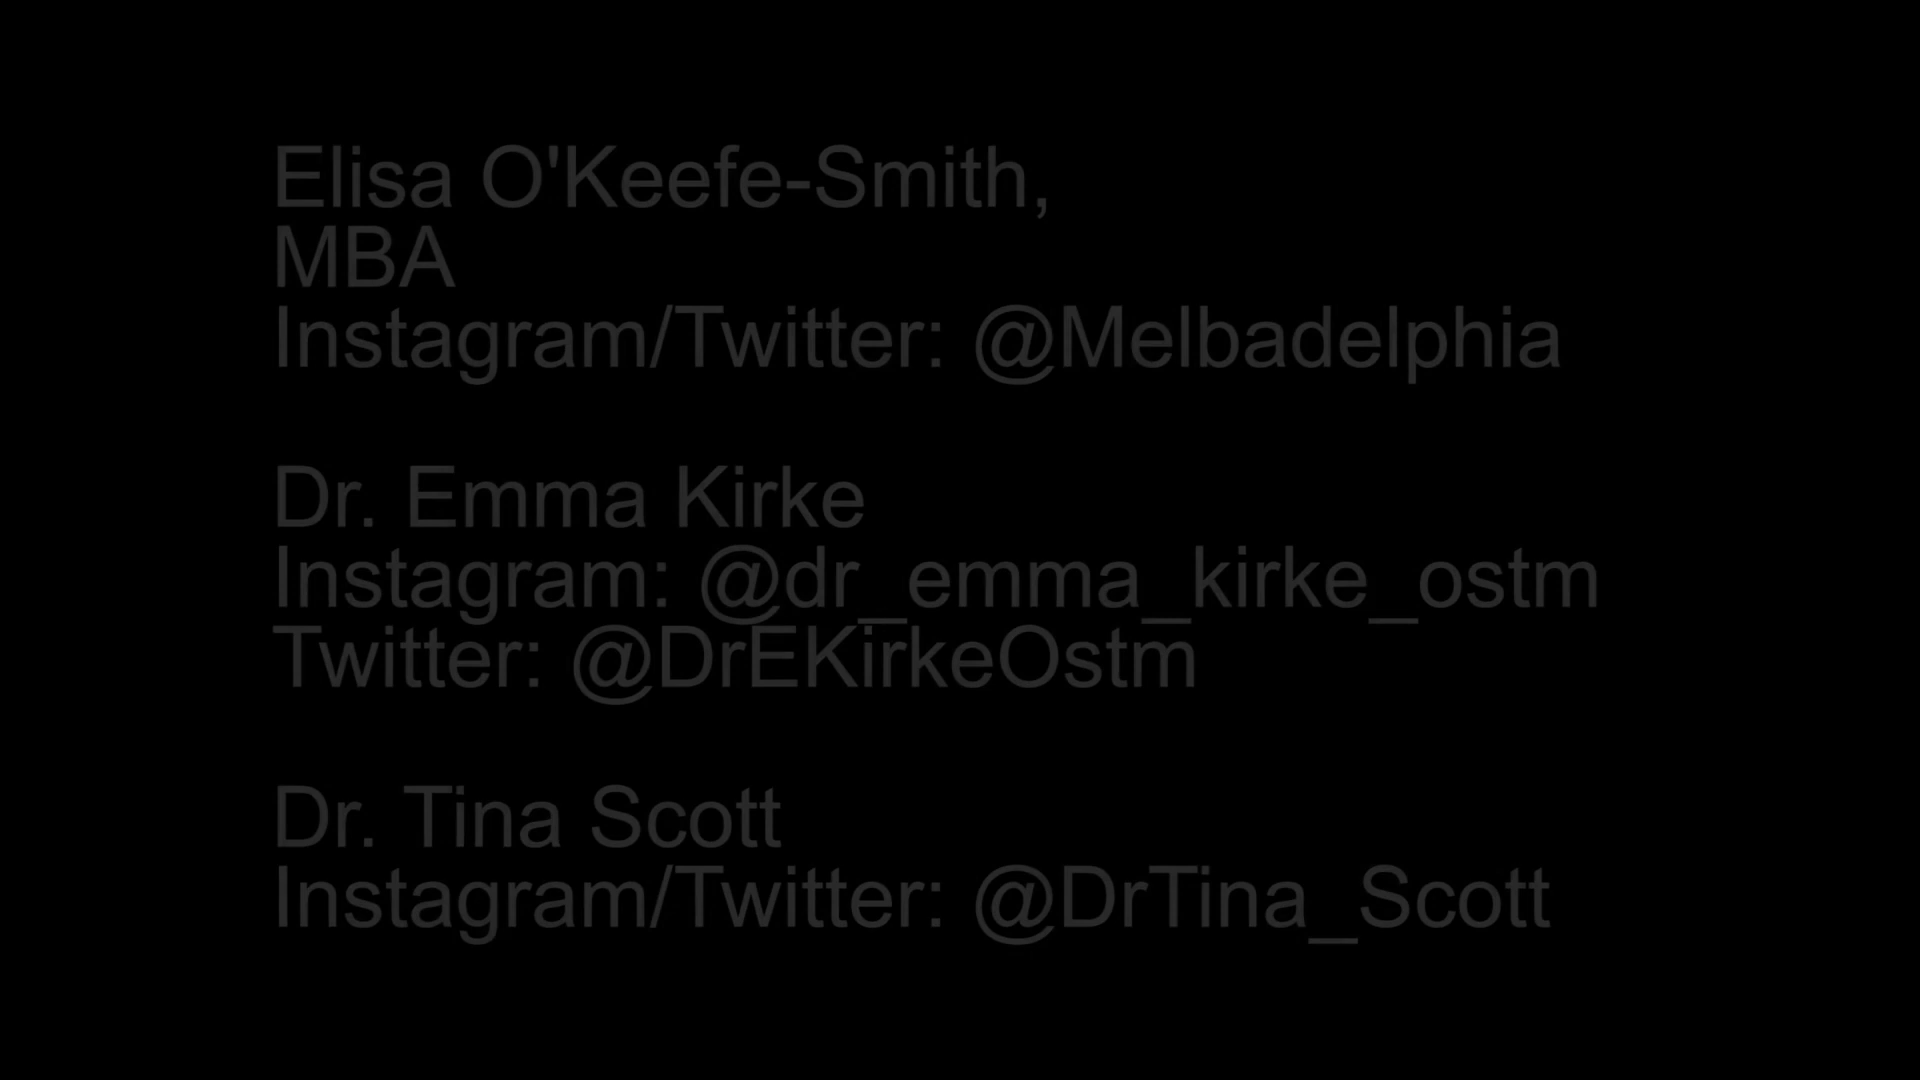 Elisa O'Keefe-Smith,
MBA
Instagram/Twitter: @Melbadelphia
Dr. Emma Kirke
Instagram: @dr_emma_kirke_ostm
Twitter: @DrEKirkeOstm
Dr. Tina Scott
Instagram/Twitter: @DrTina_Scott